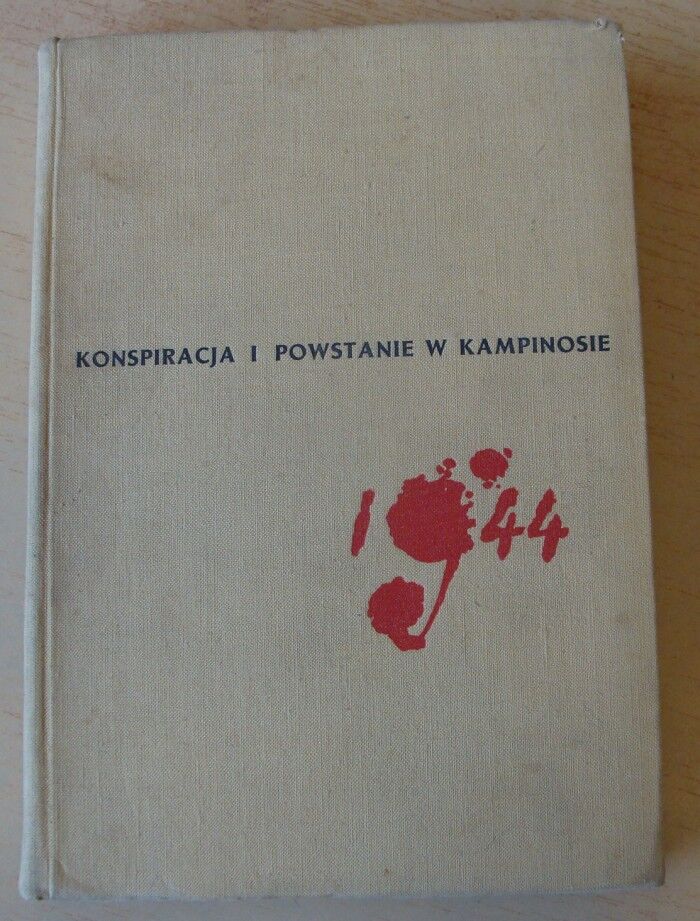 KONSPIRACJA I POWSTANIE W KAMPINOSIE
1944